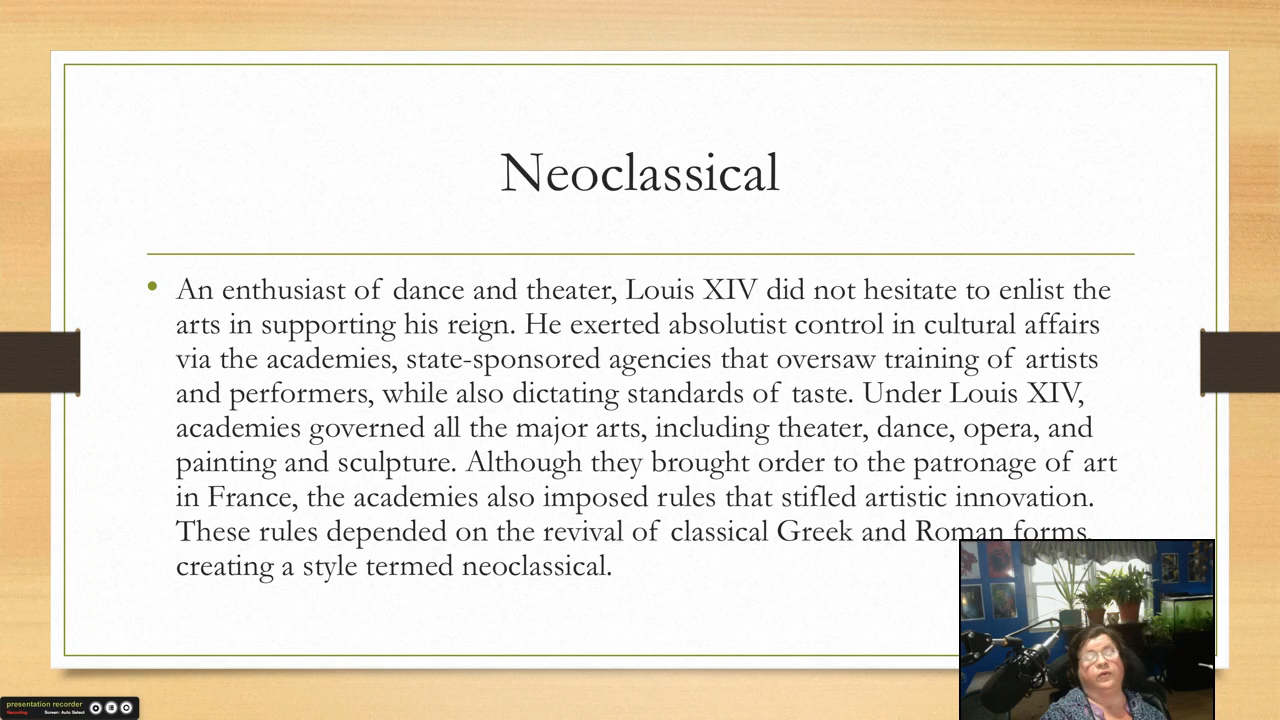 Neoclassical
• An enthusiast of dance and theater, Louis XIV did not hesitate to enlist the
arts in supporting his reign. He exerted absolutist control in cultural affairs
via the academies, state-sponsored agencies that oversaw training of artists
and performers, while also dictating standards of taste. Under Louis XIV,
academies governed all the major arts, including theater, dance, opera, and
painting and sculpture. Although they brought order to the patronage of art
in France, the academies also imposed rules that stifled artistic innovation.
These rules depended on the revival of classical Greek and Roman forms,
creating a style termed neoclassical.
presentation recorder
Recording Screen: Auto Select